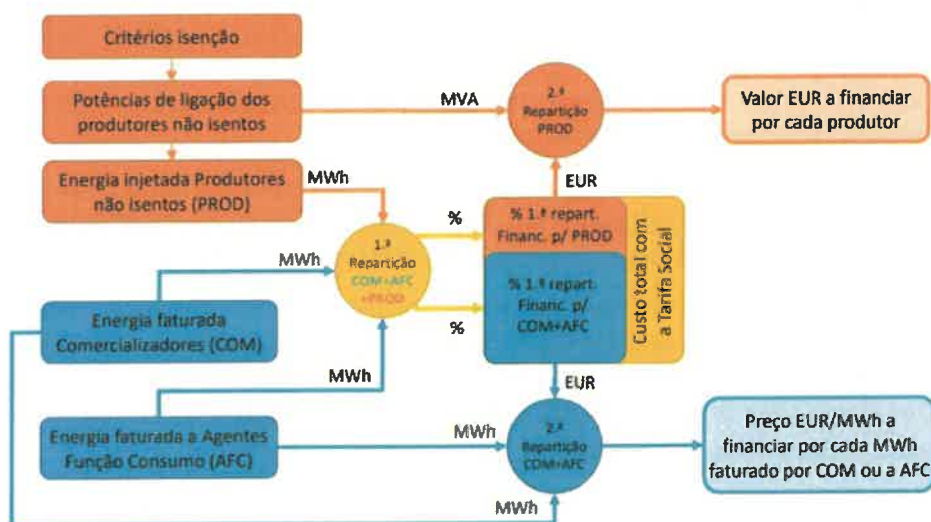 Critérios isenção
Potências de ligação dos
produtores não isentos
MVA
2.ª
Repartição
PROD
Valor EUR a financiar
por cada produtor
Energia injetada Produtores
não isentos (PROD)
MWh
EUR
%
% 1.ª repart.
Financ. p/ PROD
MWh
1.ª
Repartição
COM+AFC
+PROD
% 1.ª repart.
Financ. p/
COM+AFC
Custo total com
a Tarifa Social
%
Energia faturada
Comercializadores (COM)
MWh
EUR
Energia faturada a Agentes
Função Consumo (AFC)
MWh
2.ª
Repartição
COM+AFC
Preço EUR/MWh a
financiar por cada MWh
faturado por COM ou a AFC
MWh